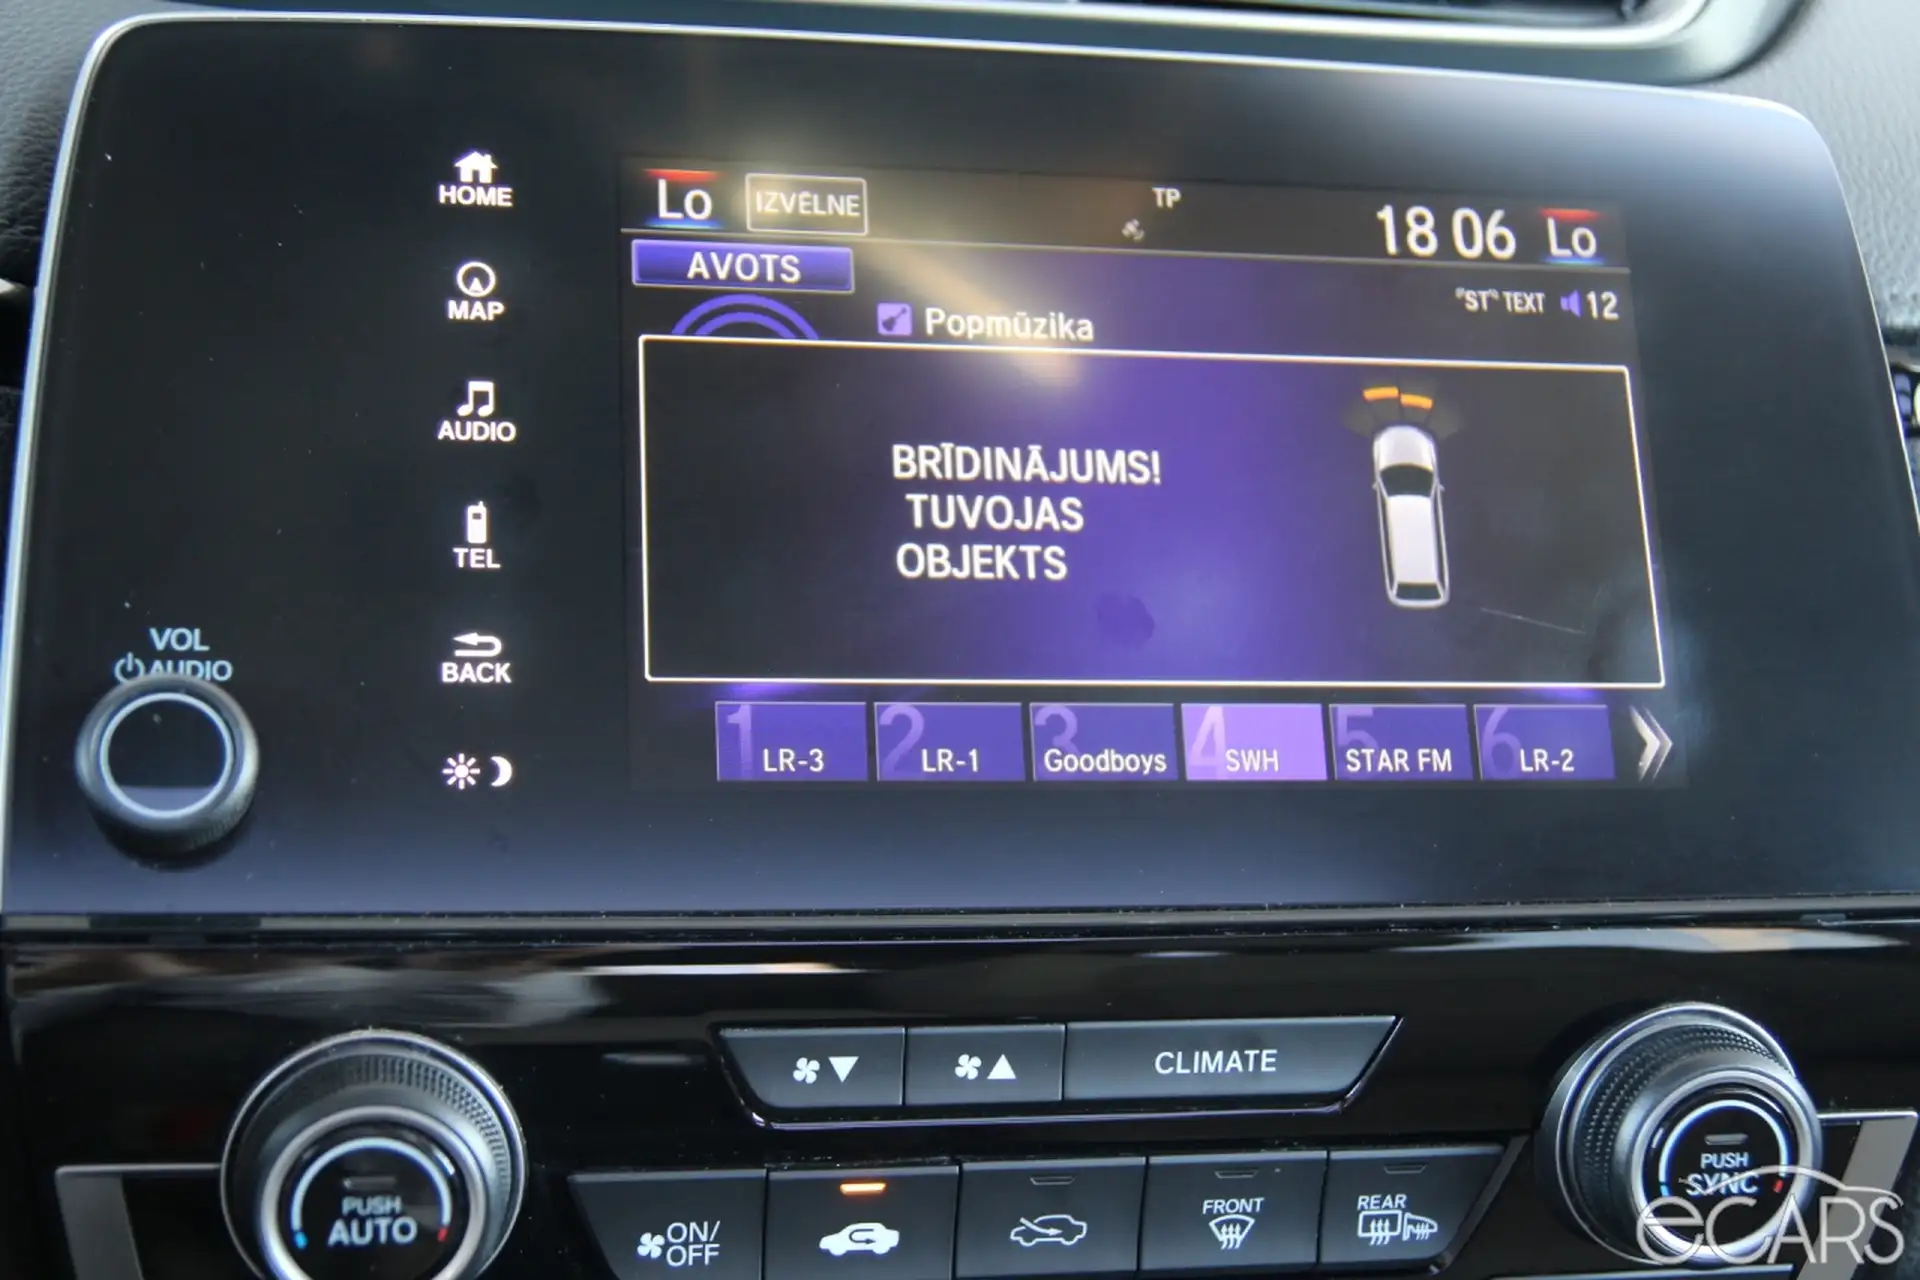 HOME
MAP
AUDIO
TEL
BACK
VOL
AUDIO
Lo IZVĒLNE TP 18 06 Lo
AVOTS
"ST" TEXT 12
Popmūzika
BRĪDINĀJUMS!
TUVOJAS
OBJEKTS
1 LR-3
2 LR-1
3 Goodboys
4 SWH
5 STAR FM
6 LR-2
CLIMATE
PUSH
AUTO
ON/
OFF
FRONT
REAR
PUSH
SYNC
eCARS